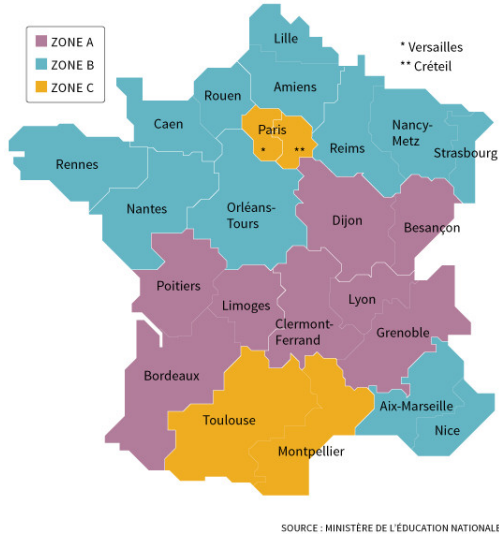 ZONE A
ZONE B
ZONE C
* Versailles
** Créteil
Lille
Amiens
Rouen
Caen
Paris
*
**
Reims
Nancy-
Metz
Strasbourg
Rennes
Nantes
Orléans-
Tours
Dijon
Besançon
Poitiers
Limoges
Clermont-
Ferrand
Lyon
Grenoble
Bordeaux
Toulouse
Montpellier
Aix-Marseille
Nice
SOURCE : MINISTÈRE DE L'ÉDUCATION NATIONALE